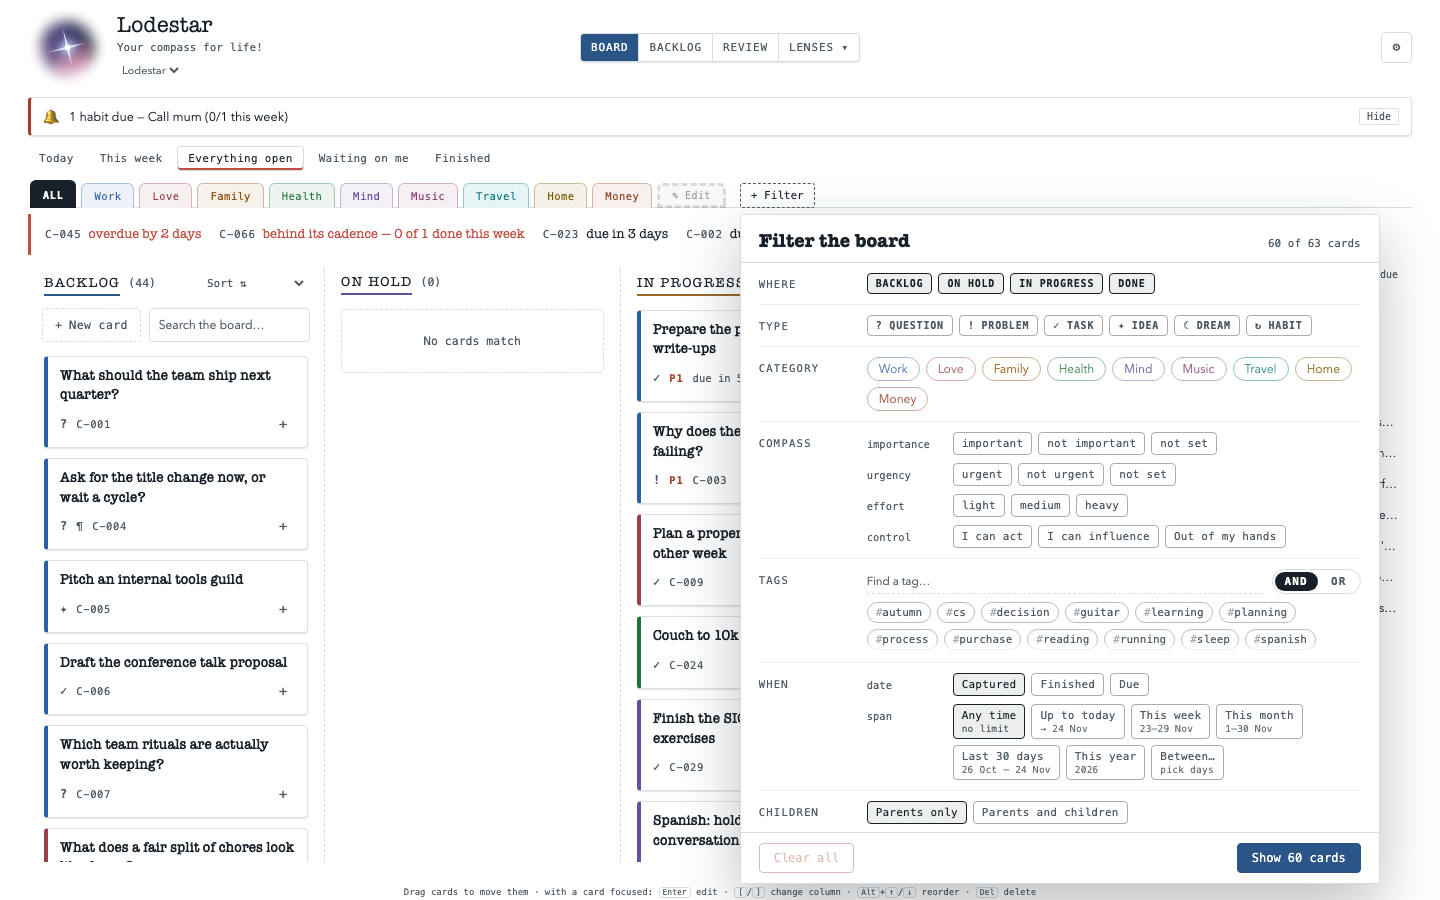 Lodestar
Your compass for life!
Lodestar
BOARD BACKLOG REVIEW LENSES ▾
1 habit due – Call mum (0/1 this week)
Hide
Today This week Everything open Waiting on me Finished
ALL Work Love Family Health Mind Music Travel Home Money ✎ Edit + Filter
C-045 overdue by 2 days C-066 behind its cadence – 0 of 1 done this week C-023 due in 3 days C-002
due
BACKLOG (44) Sort ⇅
+ New card Search the board…
What should the team ship next
quarter?
? C-001 +
Ask for the title change now, or
wait a cycle?
? ¶ C-004 +
Pitch an internal tools guild
✦ C-005 +
Draft the conference talk proposal
✓ C-006 +
Which team rituals are actually
worth keeping?
? C-007 +
What does a fair split of chores look
ON HOLD (0)
No cards match
IN PROGRESS
Prepare the
write-ups
✓ P1 due in
Why does the
failing?
! P1 C-003
Plan a proper
other week
✓ C-009
Couch to 10k
✓ C-024
Finish the
exercises
✓ C-029
Spanish: hold
conversation
Filter the board 60 of 63 cards
WHERE BACKLOG ON HOLD IN PROGRESS DONE
TYPE ? QUESTION ! PROBLEM ✓ TASK ✦ IDEA ☾ DREAM ↻ HABIT
CATEGORY Work Love Family Health Mind Music Travel Home
Money
COMPASS importance important not important not set
urgency urgent not urgent not set
effort light medium heavy
control I can act I can influence Out of my hands
TAGS Find a tag… AND OR
#autumn #cs #decision #guitar #learning #planning
#process #purchase #reading #running #sleep #spanish
WHEN date Captured Finished Due
span Any time Up to today This week This month
no limit → 24 Nov 23–29 Nov 1–30 Nov
Last 30 days This year Between…
26 Oct – 24 Nov 2026 pick days
CHILDREN Parents only Parents and children
Clear all Show 60 cards
Drag cards to move them · with a card focused: Enter edit · [/] change column · Alt+↑/↓ reorder · Del delete